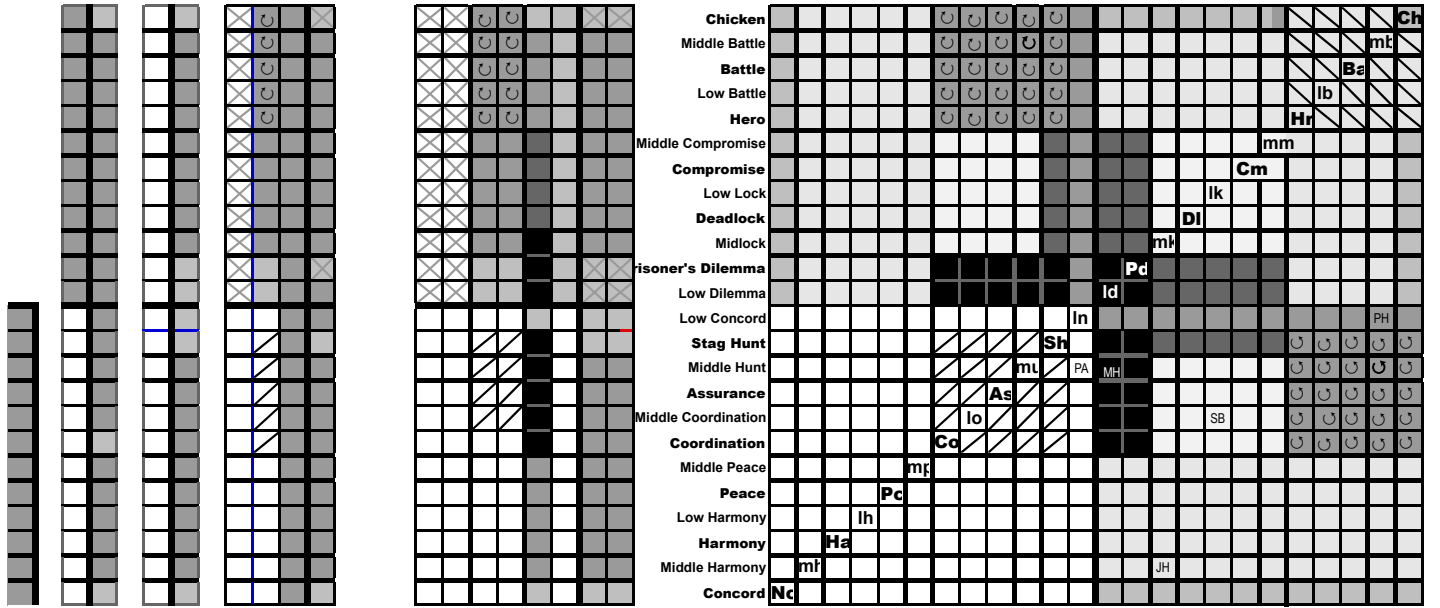 Chicken Ch
Middle Battle mb
Battle Ba
Low Battle lb
Hero Hr
Middle Compromise mm
Compromise Cm
Low Lock lk
Deadlock Dl
Midlock mk
risoner's Dilemma Pd
Low Dilemma ld
Low Concord ln PH
Stag Hunt Sh
Middle Hunt mu PA MH
Assurance As
Middle Coordination lo SB
Coordination Co
Middle Peace mp
Peace Pc
Low Harmony lh
Harmony Ha
Middle Harmony mh JH
Concord Nc